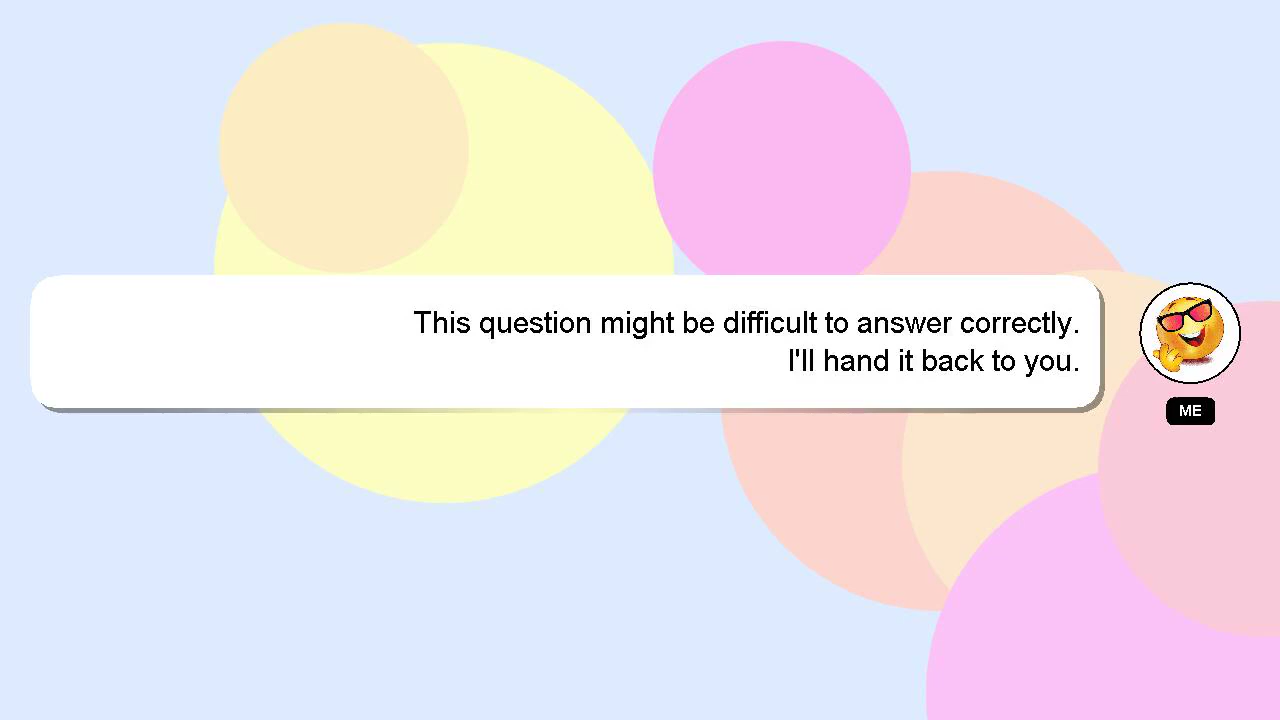 This question might be difficult to answer correctly.
I'll hand it back to you.
ME